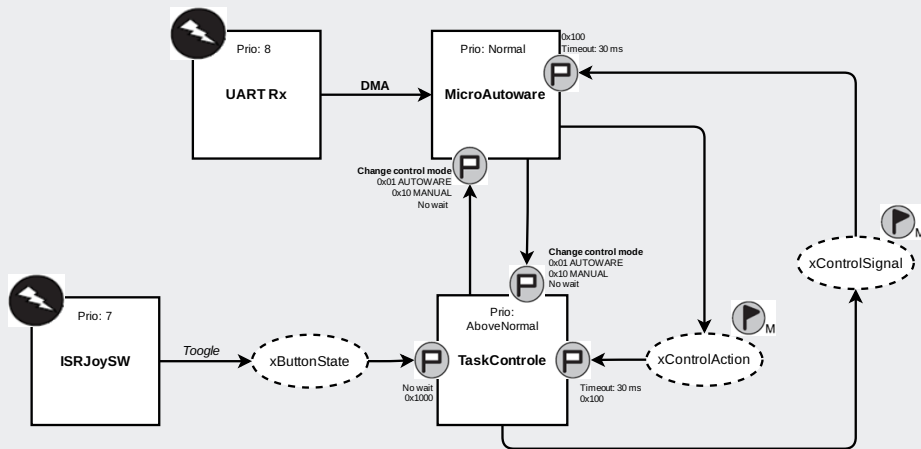 Prio: 8
UART Rx
DMA
Prio: Normal
MicroAutoware
0x100
Timeout: 30 ms
Change control mode
0x01 AUTOWARE
0x10 MANUAL
No wait
Change control mode
0x01 AUTOWARE
0x10 MANUAL
No wait
M
xControlSignal
Prio: 7
ISRJoySW
Toogle
xButtonState
No wait
0x1000
Prio:
AboveNormal
TaskControle
Timeout: 30 ms
0x100
M
xControlAction